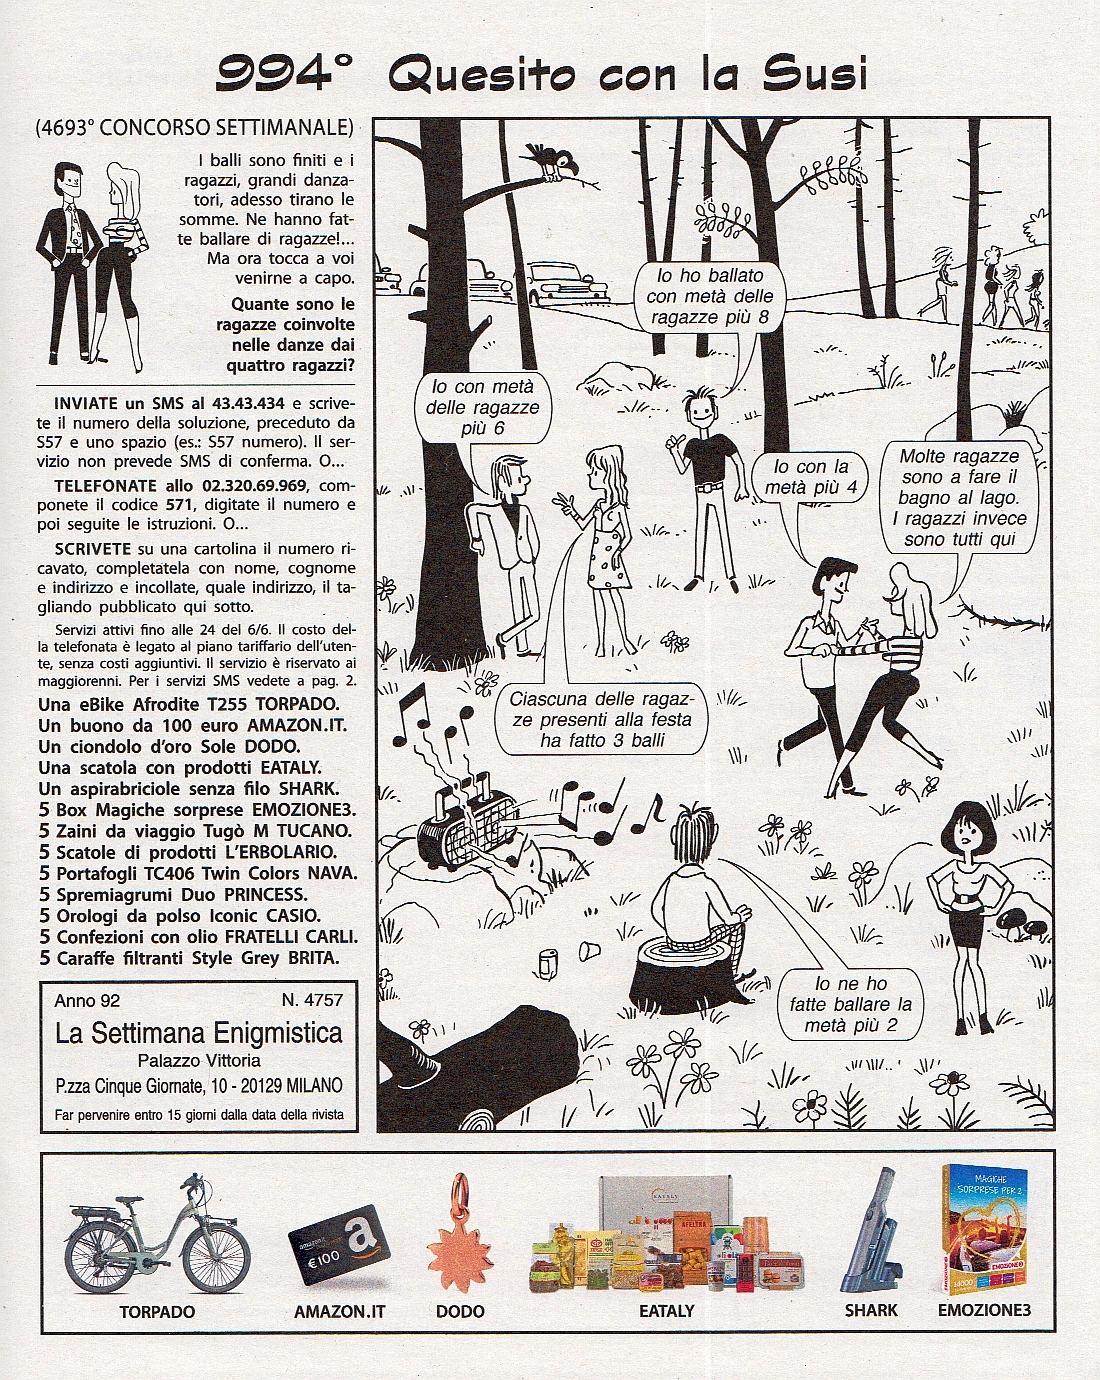 994° Quesito con la Susi
(4693° CONCORSO SETTIMANALE)
I balli sono finiti e i
ragazzi, grandi danza-
tori, adesso tirano le
somme. Ne hanno fat-
te ballare di ragazze!...
Ma ora tocca a voi
venirne a capo.
Quante sono le
ragazze coinvolte
nelle danze dai
quattro ragazzi?
INVIATE un SMS al 43.43.434 e scrive-
te il numero della soluzione, preceduto da
S57 e uno spazio (es.: S57 numero). Il ser-
vizio non prevede SMS di conferma. O...
TELEFONATE allo 02.320.69.969, com-
ponete il codice 571, digitate il numero e
poi seguite le istruzioni. O...
SCRIVETE su una cartolina il numero ri-
cavato, completatela con nome, cognome
e indirizzo e incollate, quale indirizzo, il ta-
gliando pubblicato qui sotto.
Servizi attivi fino alle 24 del 6/6. Il costo del-
la telefonata è legato al piano tariffario dell'uten-
te, senza costi aggiuntivi. Il servizio è riservato ai
maggiorenni. Per i servizi SMS vedete a pag. 2.
Una eBike Afrodite T255 TORPADO.
Un buono da 100 euro AMAZON.IT.
Un ciondolo d'oro Sole DODO.
Una scatola con prodotti EATALY.
Un aspirabriciole senza filo SHARK.
5 Box Magiche sorprese EMOZIONE3.
5 Zaini da viaggio Tugò M TUCANO.
5 Scatole di prodotti L'ERBOLARIO.
5 Portafogli TC406 Twin Colors NAVA.
5 Spremiagrumi Duo PRINCESS.
5 Orologi da polso Iconic CASIO.
5 Confezioni con olio FRATELLI CARLI.
5 Caraffe filtranti Style Grey BRITA.
Anno 92 N. 4757
La Settimana Enigmistica
Palazzo Vittoria
P.zza Cinque Giornate, 10 - 20129 MILANO
Far pervenire entro 15 giorni dalla data della rivista
Io ho ballato
con metà delle
ragazze più 8
Io con metà
delle ragazze
più 6
Io con la
metà più 4
Molte ragazze
sono a fare il
bagno al lago.
I ragazzi invece
sono tutti qui
Ciascuna delle ragaz-
ze presenti alla festa
ha fatto 3 balli
Io ne ho
fatte ballare la
metà più 2
amazon
€100
a
EATALY
AFELTRA
MAGICHE
SORPRESE PER 2
EMOZIONE3
TORPADO
AMAZON.IT
DODO
EATALY
SHARK
EMOZIONE3